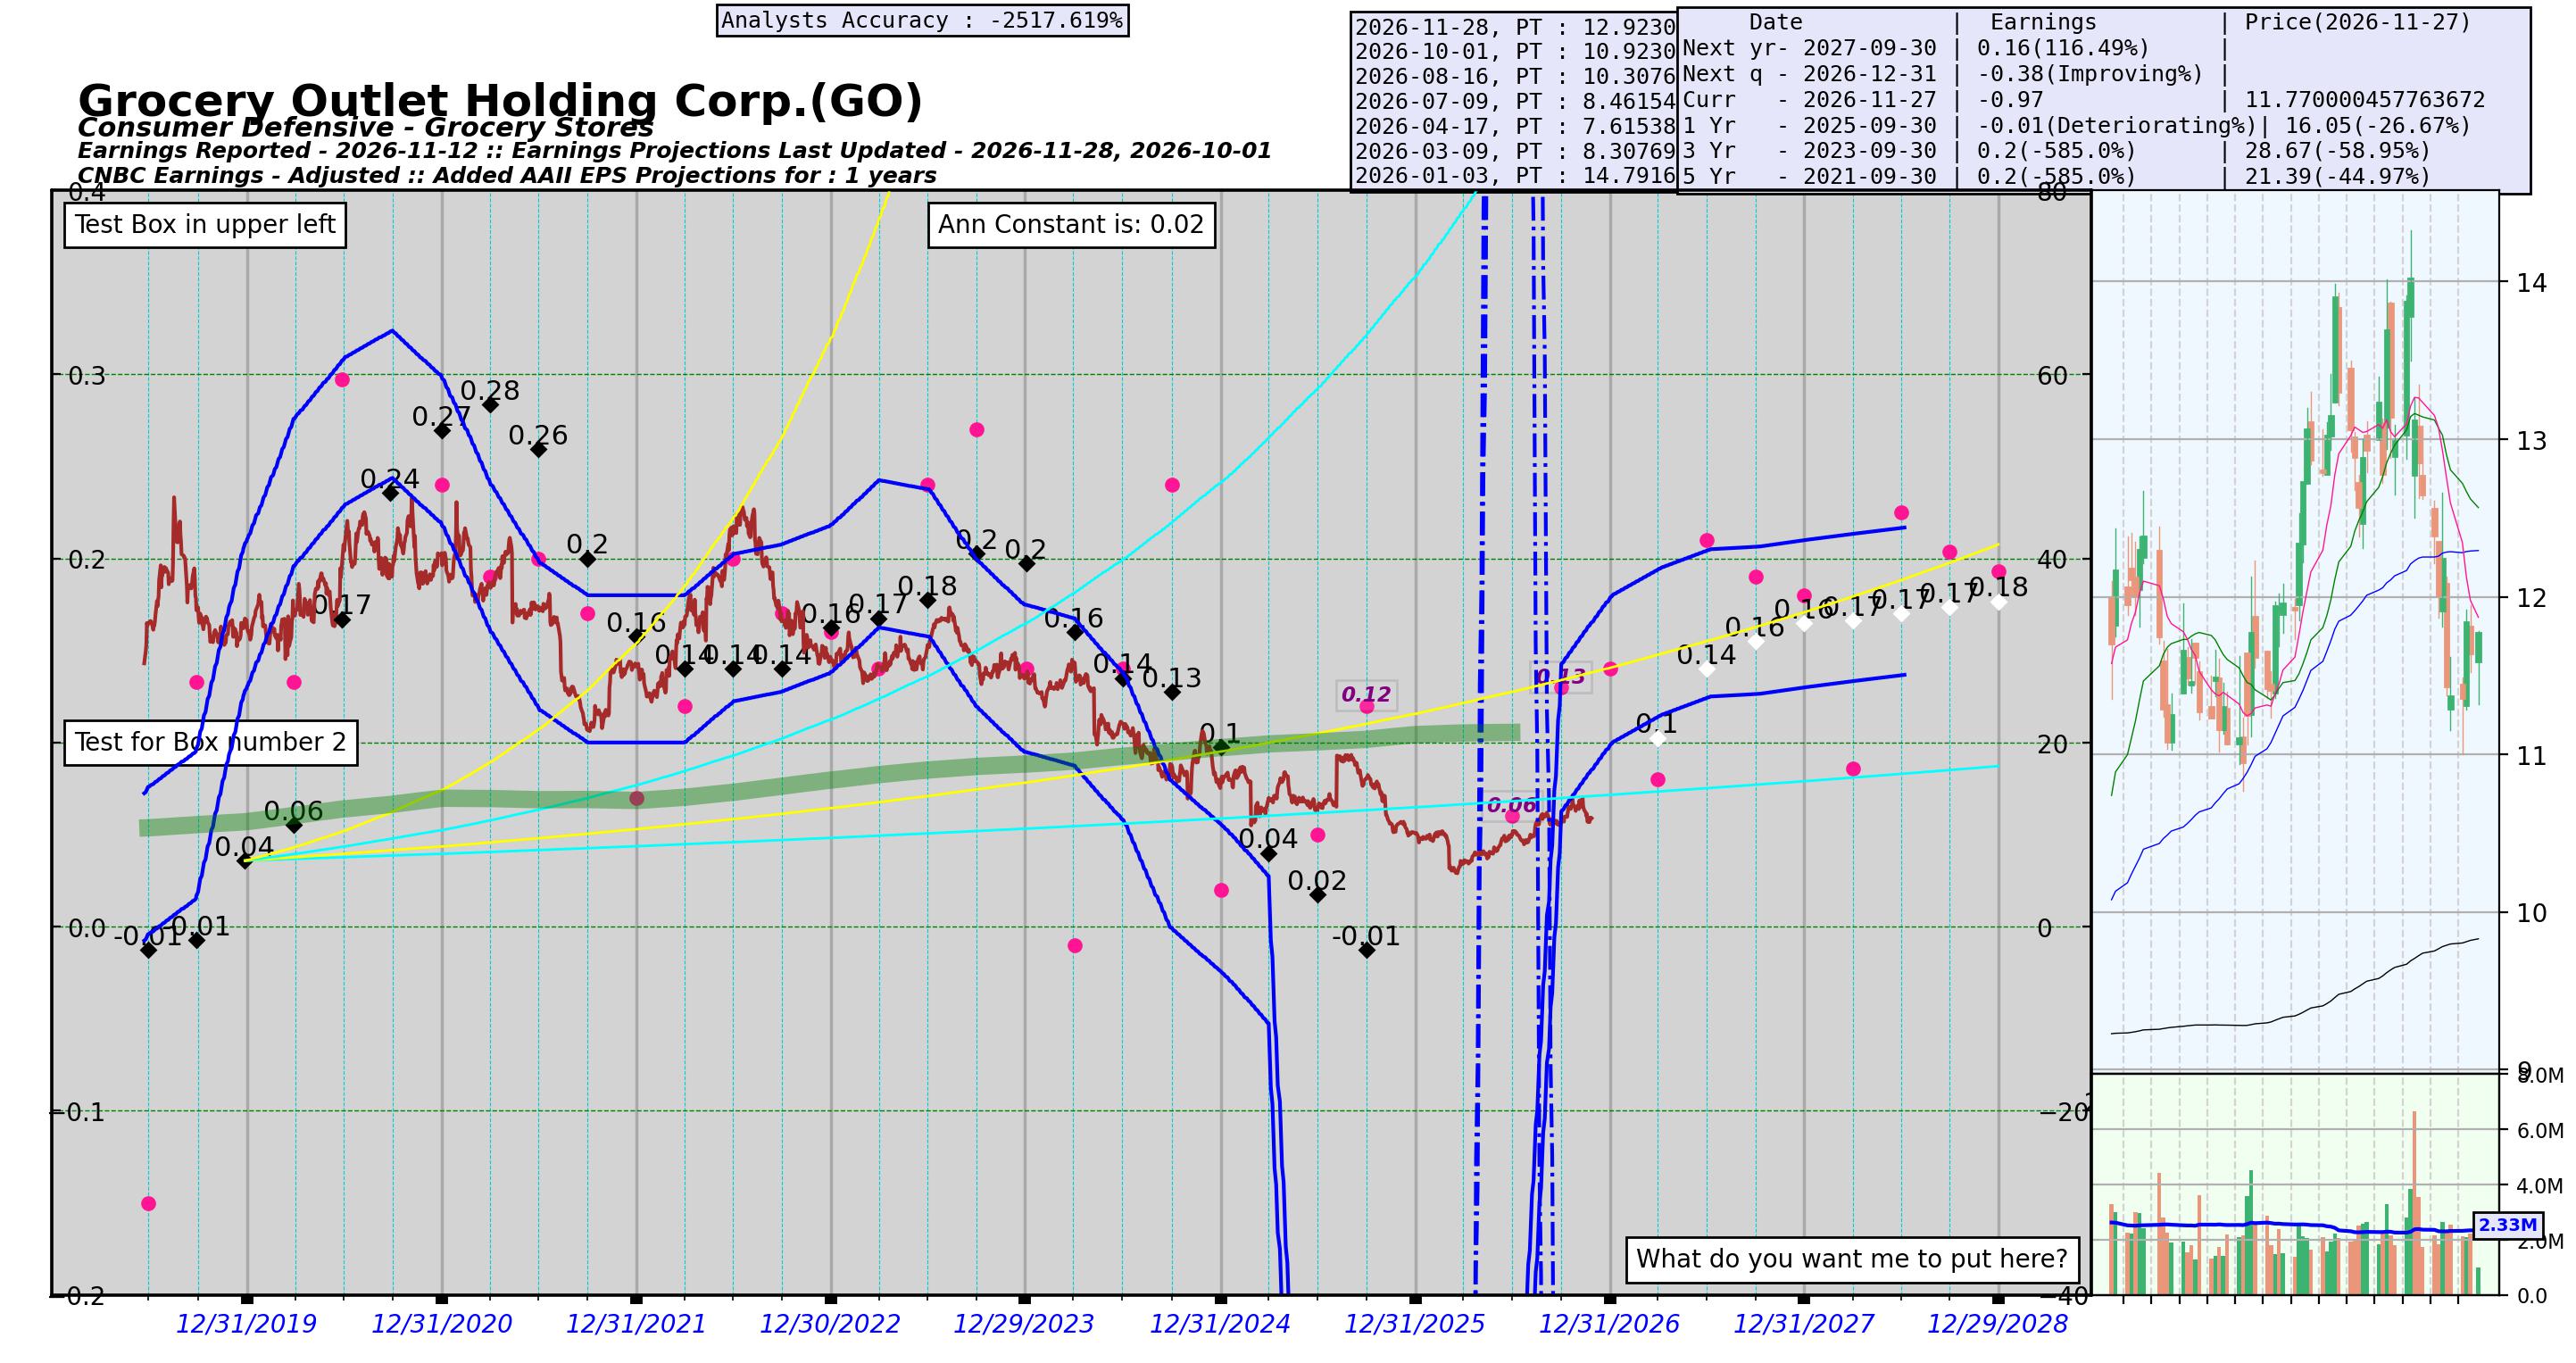 Analysts Accuracy : -2517.619%
2026-11-28, PT : 12.9230
2026-10-01, PT : 10.9230
2026-08-16, PT : 10.3076
2026-07-09, PT : 8.46154
2026-04-17, PT : 7.61538
2026-03-09, PT : 8.30769
2026-01-03, PT : 14.7916
Date | Earnings | Price(2026-11-27)
Next yr- 2027-09-30 | 0.16(116.49%) |
Next q - 2026-12-31 | -0.38(Improving%) |
Curr - 2026-11-27 | -0.97 | 11.770000457763672
1 Yr - 2025-09-30 | -0.01(Deteriorating%)| 16.05(-26.67%)
3 Yr - 2023-09-30 | 0.2(-585.0%) | 28.67(-58.95%)
5 Yr - 2021-09-30 | 0.2(-585.0%) | 21.39(-44.97%)
Grocery Outlet Holding Corp.(GO)
Consumer Defensive - Grocery Stores
Earnings Reported - 2026-11-12 :: Earnings Projections Last Updated - 2026-11-28, 2026-10-01
CNBC Earnings - Adjusted :: Added AAII EPS Projections for : 1 years
0.4
80
Test Box in upper left
Ann Constant is: 0.02
14
0.3
60
0.28
0.27
0.26
13
0.24
0.2
0.2
0.2
0.2
40
0.18
0.17
0.16
0.14
0.14
0.14
0.16
0.17
0.16
0.14
0.13
0.14
0.16
0.16
0.17
0.17
0.17
0.18
12
0.12
0.13
0.1
0.1
Test for Box number 2
20
11
0.06
0.04
0.06
0.04
0.02
-0.01
-0.01
-0.01
0.0
0
10
9
8.0M
−0.1
−20
6.0M
4.0M
2.33M
2.0M
What do you want me to put here?
−0.2
−40
0.0
12/31/2019
12/31/2020
12/31/2021
12/30/2022
12/29/2023
12/31/2024
12/31/2025
12/31/2026
12/31/2027
12/29/2028